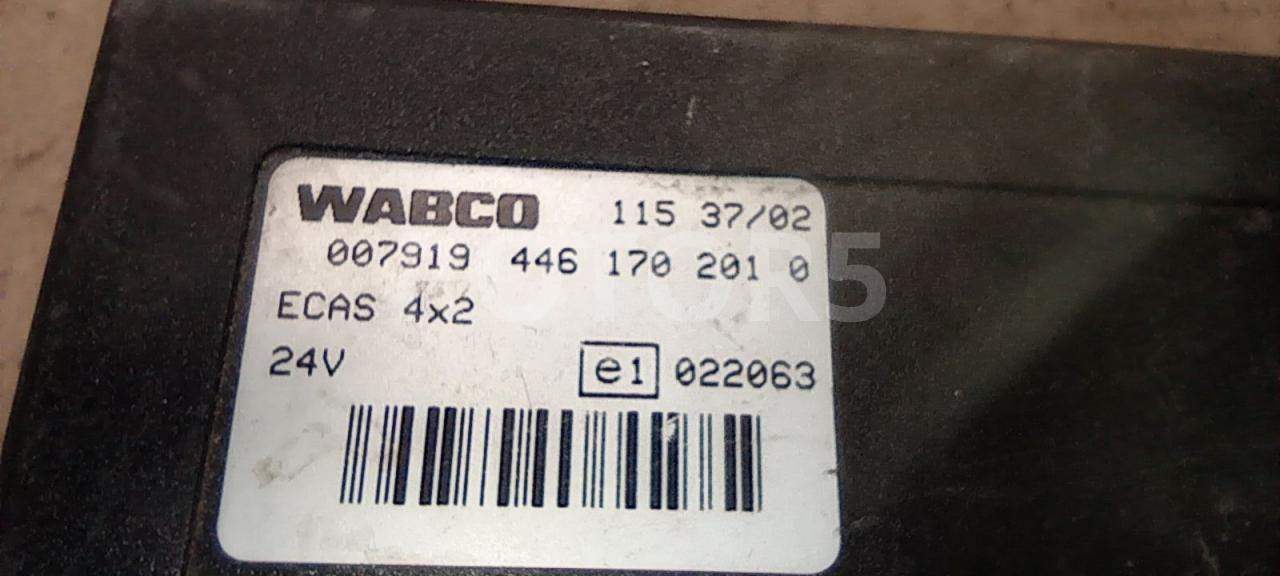 WABCO 115 37/02
007919 446 170 201 0
ECAS 4x2
24V e1 022063